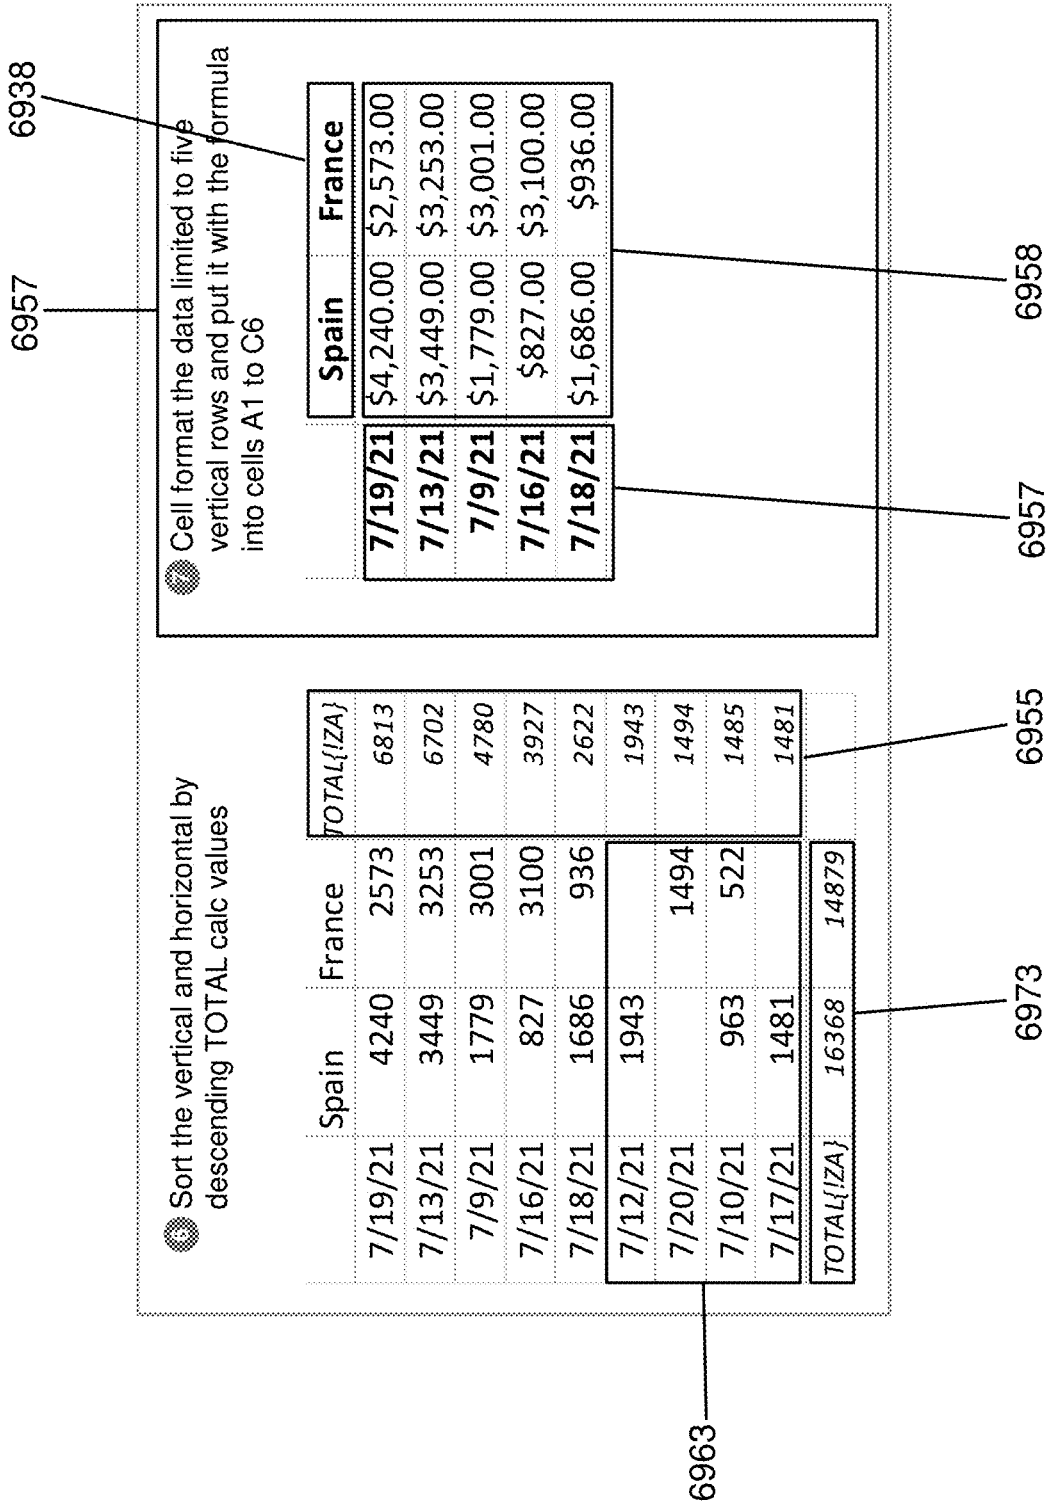 Sort the vertical and horizontal by
descending TOTAL calc values
Spain France TOTAL{!ZA}
7/19/21 4240 2573 6813
7/13/21 3449 3253 6702
7/9/21 1779 3001 4780
7/16/21 827 3100 3927
7/18/21 1686 936 2622
7/12/21 1943 1943
7/20/21 1494 1494
7/10/21 963 522 1485
7/17/21 1481 1481
TOTAL{!ZA} 16368 14879
6963
6973
6955
Cell format the data limited to five
vertical rows and put it with the formula
into cells A1 to C6
Spain France
7/19/21 $4,240.00 $2,573.00
7/13/21 $3,449.00 $3,253.00
7/9/21 $1,779.00 $3,001.00
7/16/21 $827.00 $3,100.00
7/18/21 $1,686.00 $936.00
6957
6938
6957
6958